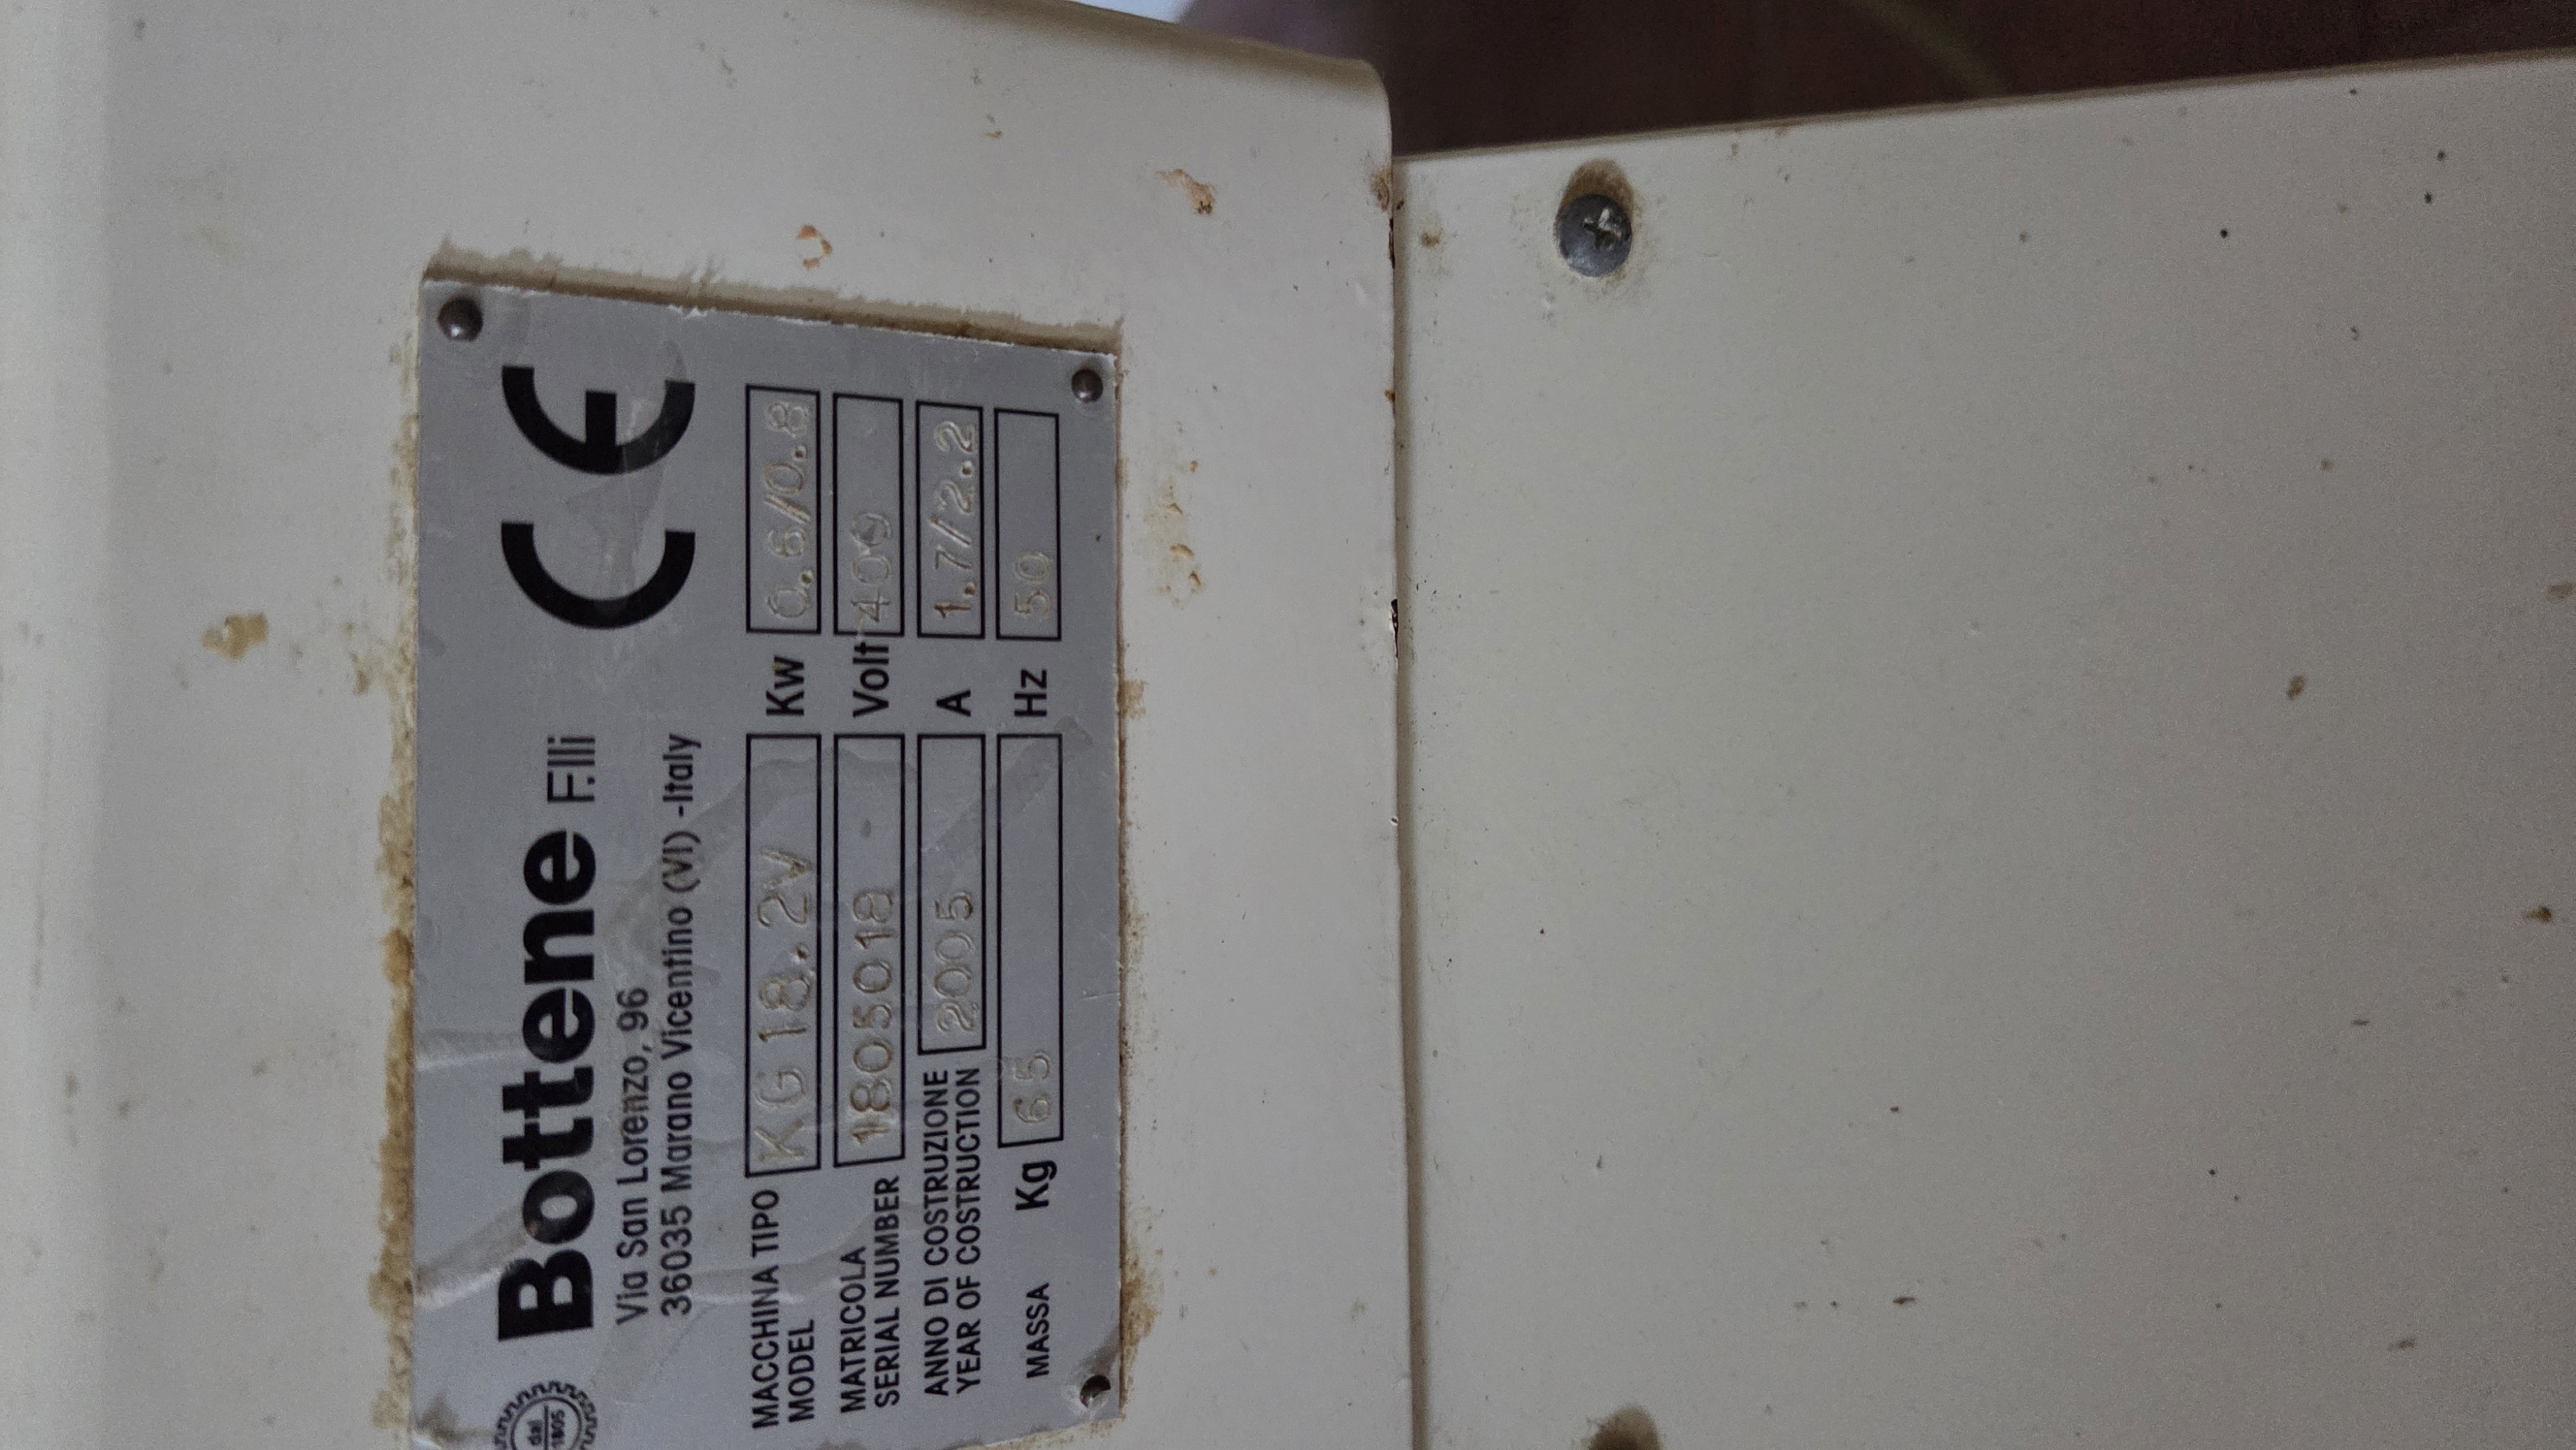 dal
1805
Bottene F.lli
Via San Lorenzo, 96
36035 Marano Vicentino (VI) -Italy
CE
MACCHINA TIPO
MODEL
KG 18.2V
Kw 0.6/0.8
MATRICOLA
SERIAL NUMBER
1805018
Volt 400
ANNO DI COSTRUZIONE
YEAR OF COSTRUCTION
2005
A 1.7/2.2
MASSA Kg 65
Hz 50